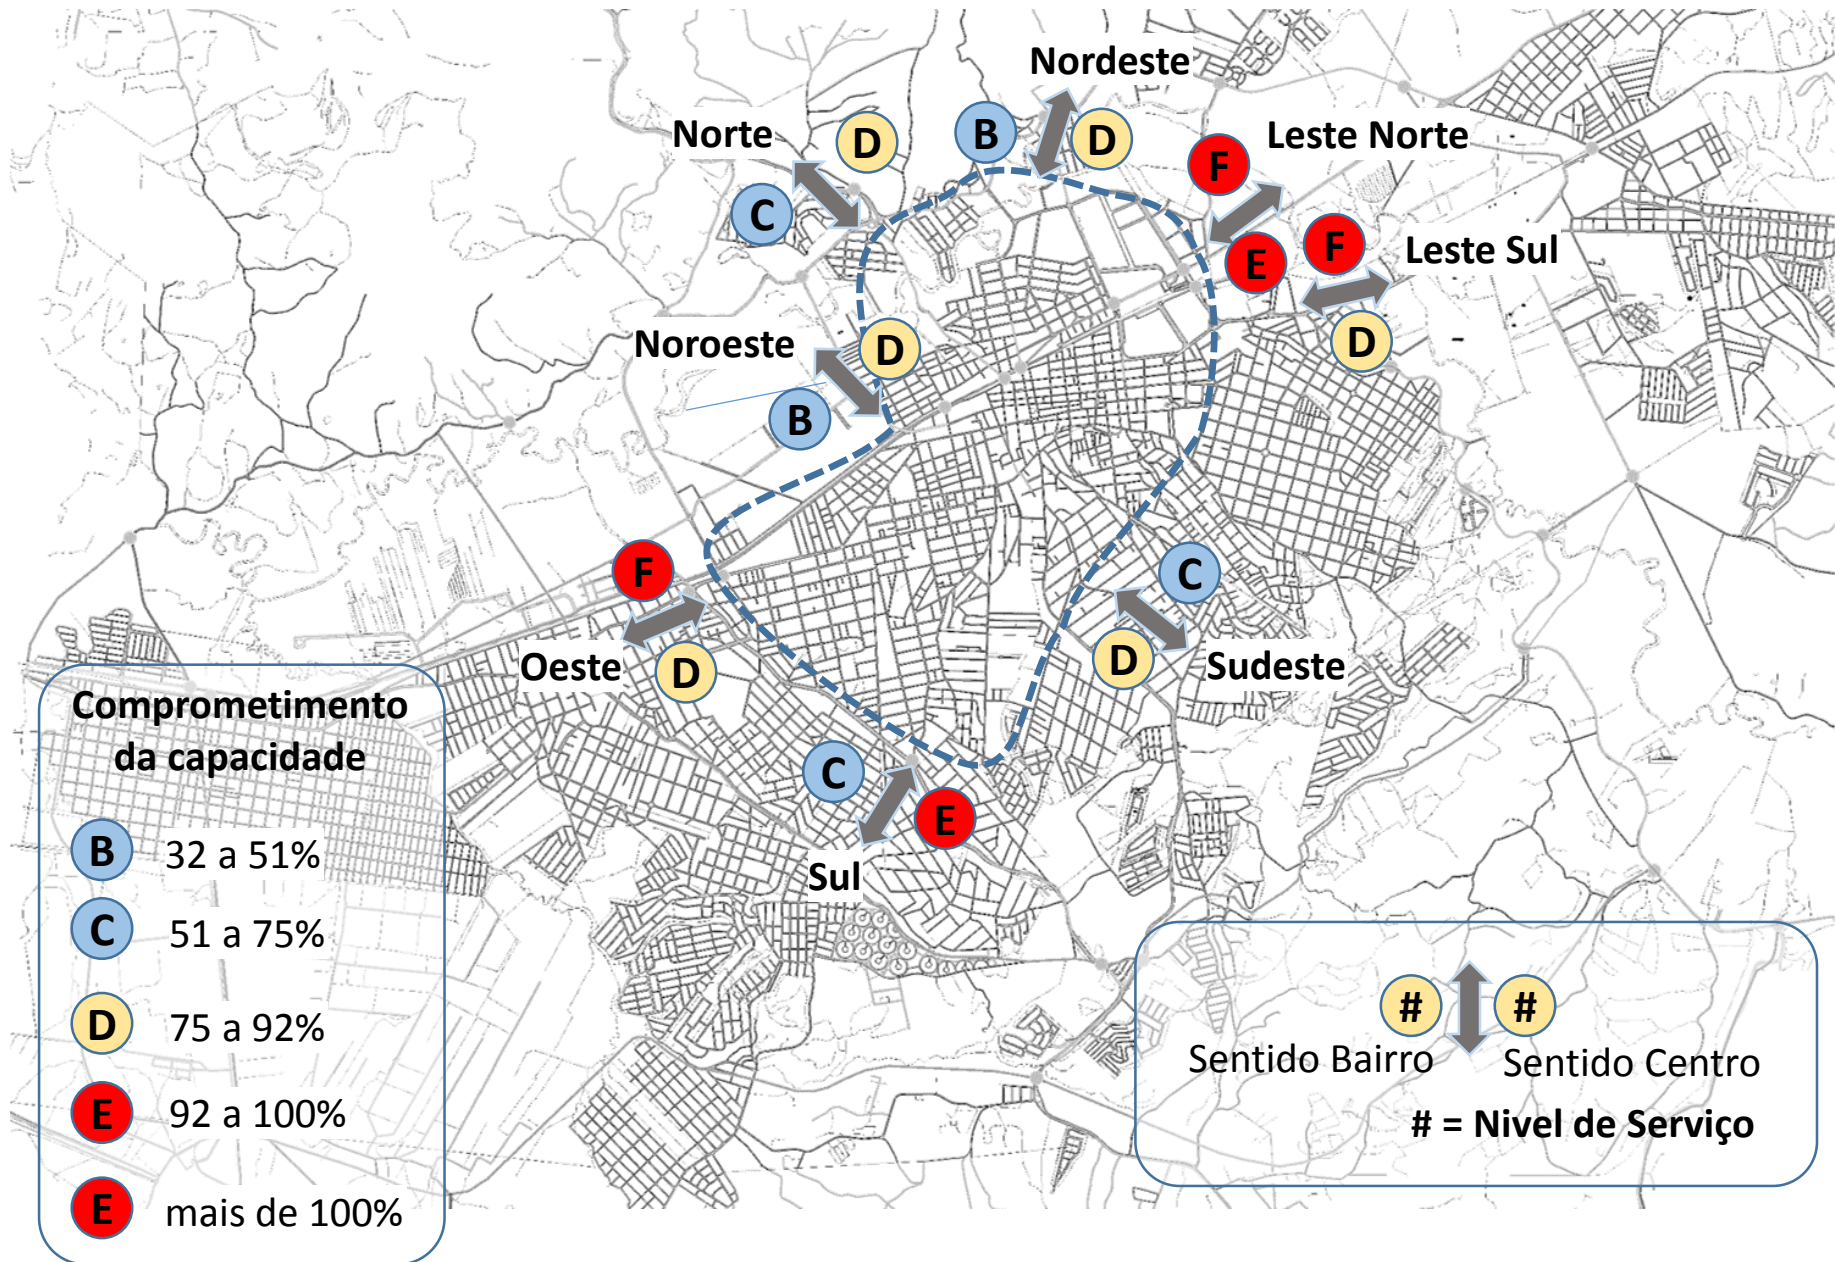 Nordeste
B
D
Norte
D
C
Leste Norte
F
E
F
Leste Sul
D
Noroeste
D
B
F
Oeste
D
C
D
Sudeste
C
E
Sul
Comprometimento
da capacidade
B 32 a 51%
C 51 a 75%
D 75 a 92%
E 92 a 100%
E mais de 100%
# #
Sentido Bairro Sentido Centro
# = Nivel de Serviço